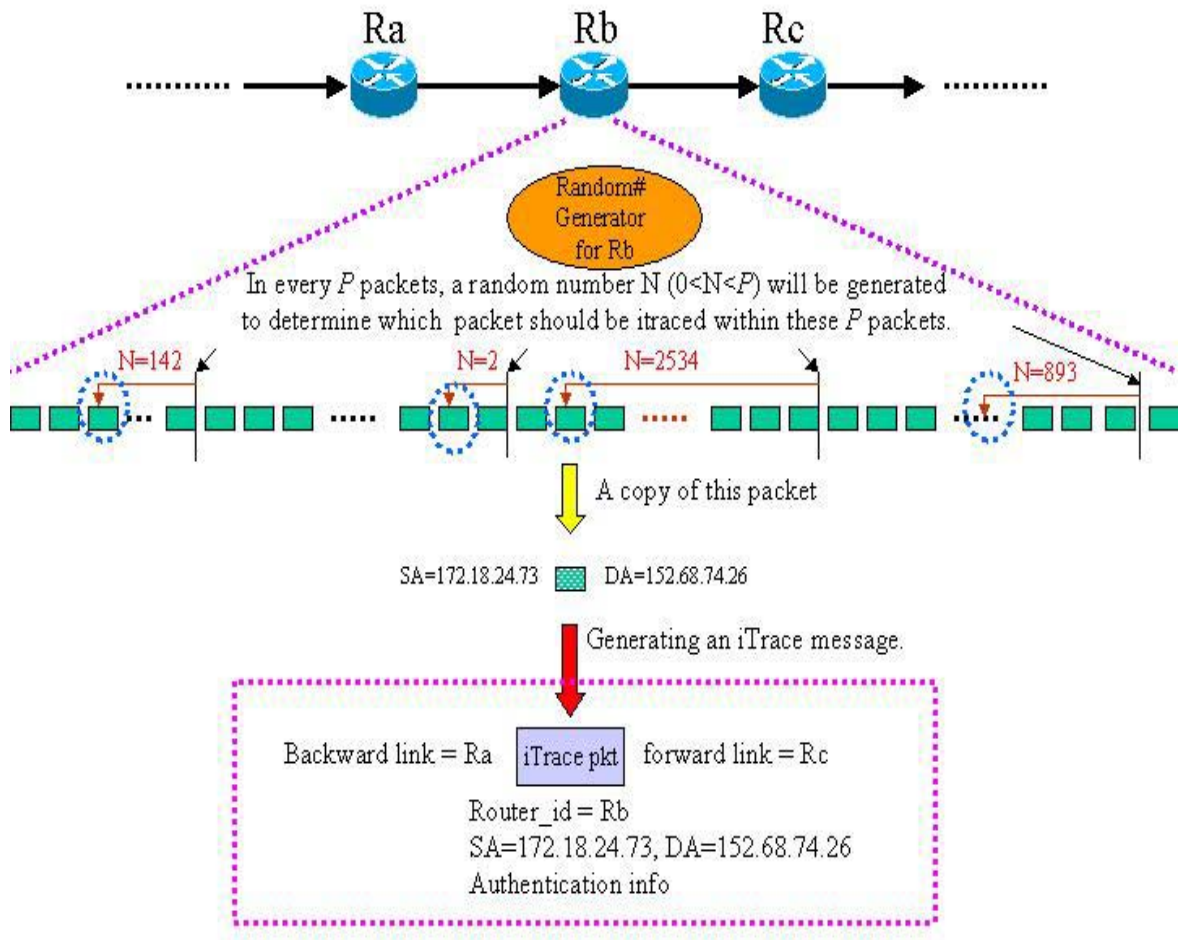 Ra
Rb
Rc
Random#
Generator
for Rb
In every P packets, a random number N (0<N<P) will be generated
to determine which packet should be itraced within these P packets.
N=142
N=2
N=2534
N=893
A copy of this packet
SA=172.18.24.73
DA=152.68.74.26
Generating an iTrace message.
Backward link = Ra
iTrace pkt
forward link = Rc
Router_id = Rb
SA=172.18.24.73, DA=152.68.74.26
Authentication info